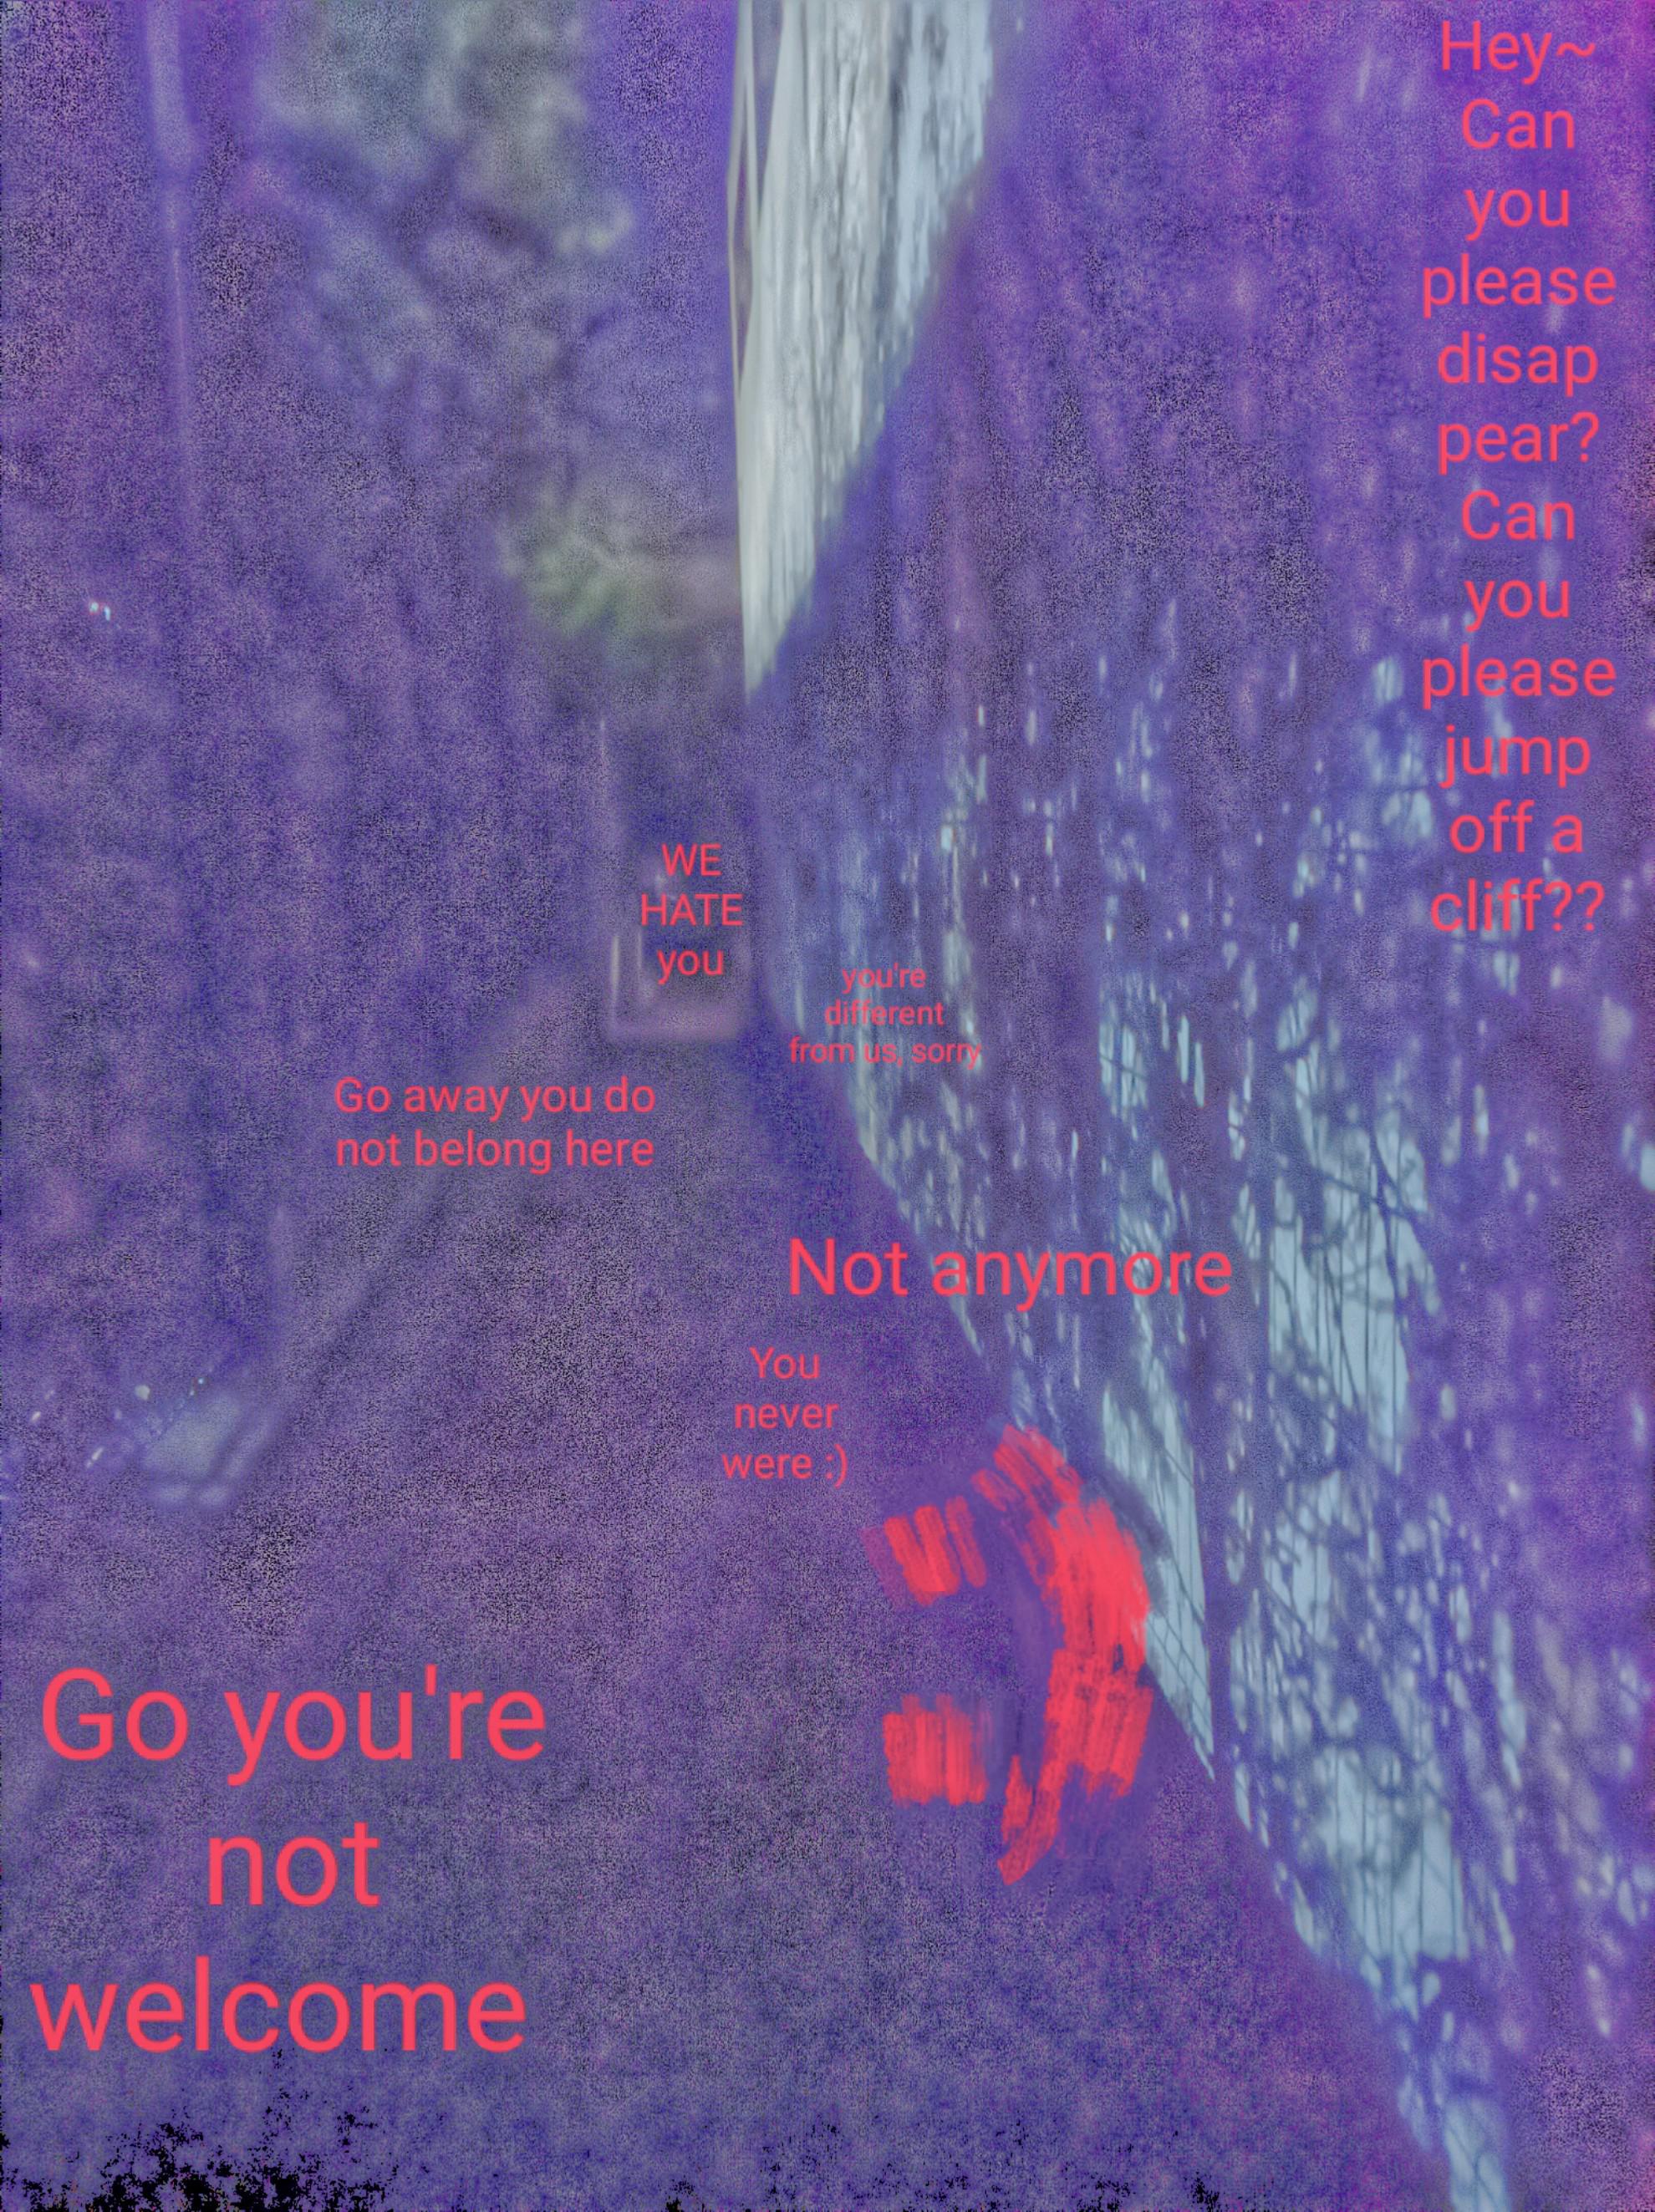 Hey~
Can
you
please
disap
pear?
Can
you
please
jump
off a
cliff??
WE
HATE
you
you're
different
from us, sorry
Go away you do
not belong here
Not anymore
You
never
were :)
Go you're
not
welcome